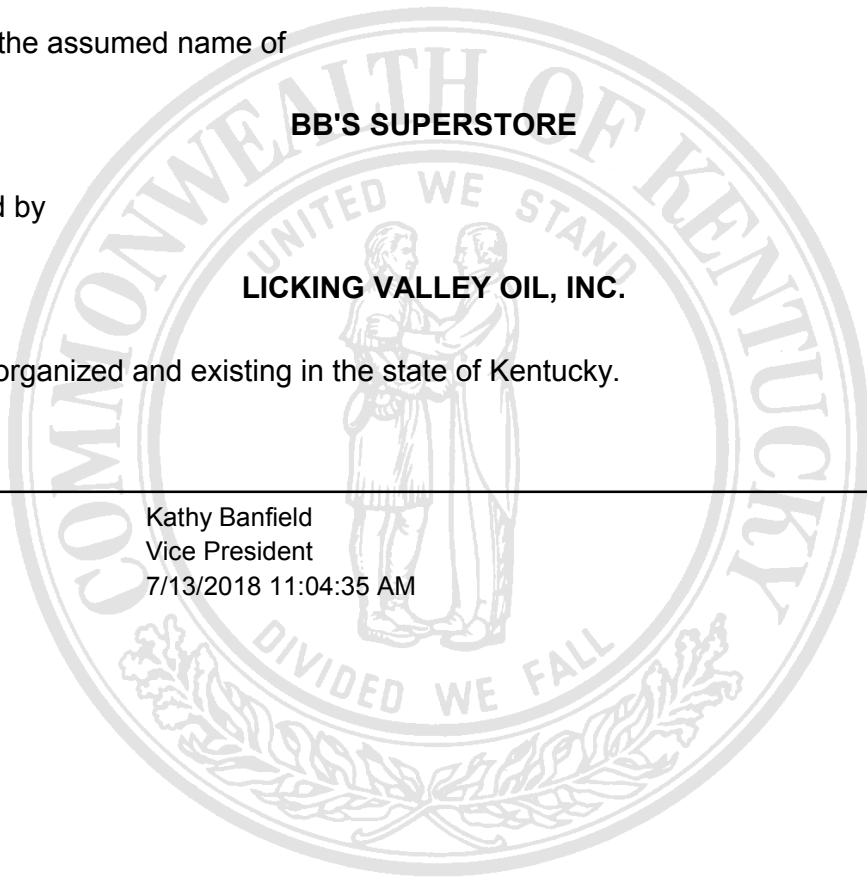 the assumed name of
BB'S SUPERSTORE
d by
LICKING VALLEY OIL, INC.
organized and existing in the state of Kentucky.
Kathy Banfield
Vice President
7/13/2018 11:04:35 AM
COMMONWEALTH OF KENTUCKY
UNITED WE STAND
DIVIDED WE FALL